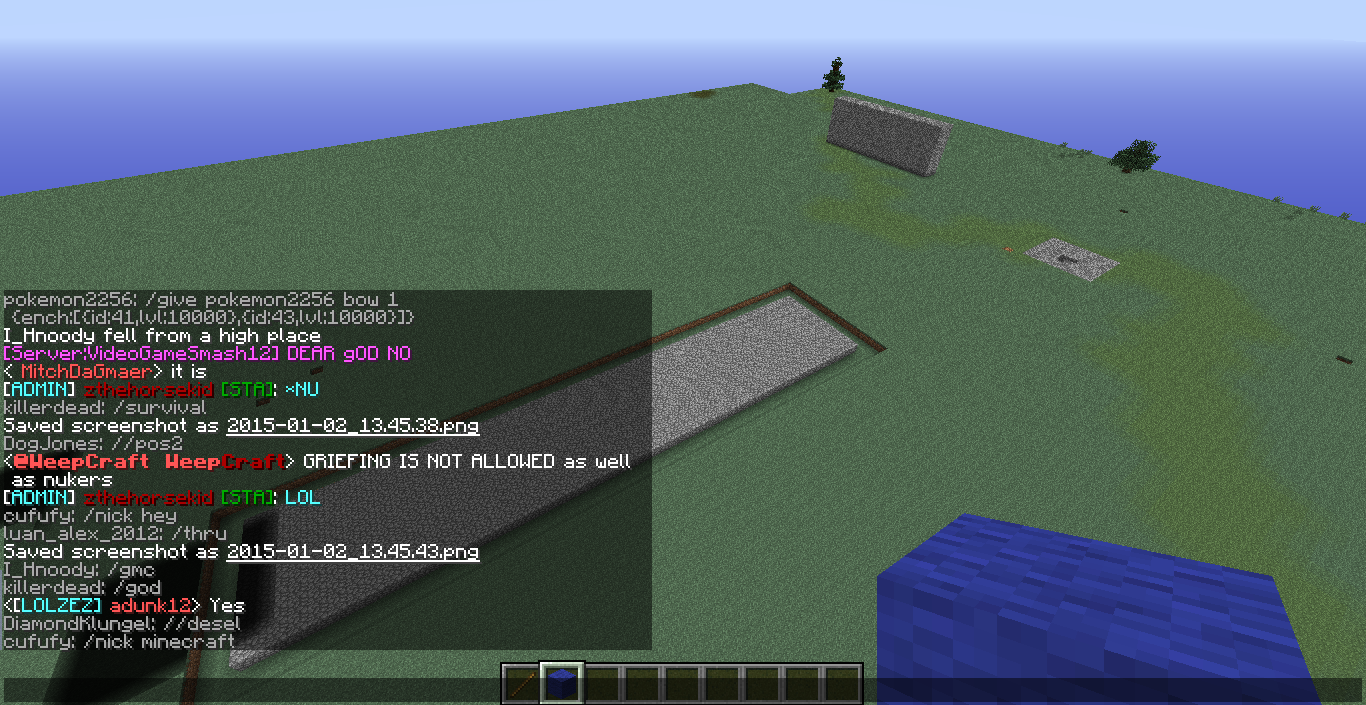 pokemon2256: /give pokemon2256 bow 1
{ench:[{id:41,lvl:10000},{id:43,lvl:10000}]}
I_Hnoody fell from a high place
[Server:VideoGameSmash12] DEAR gOD NO
< MitchDaGmaer> it is
[ADMIN] zthehorsekid [STA]: ×NU
killerdead: /survival
Saved screenshot as 2015-01-02_13.45.38.png
DogJones: //pos2
<@WeepCraft WeepCraft> GRIEFING IS NOT ALLOWED as well
as nukers
[ADMIN] zthehorsekid [STA]: LOL
cufufy: /nick hey
luan_alex_2012: /thru
Saved screenshot as 2015-01-02_13.45.43.png
I_Hnoody: /gmc
killerdead: /god
<[LOLZEZ] adunk12> Yes
DiamondKlungel: //desel
cufufy: /nick minecraft